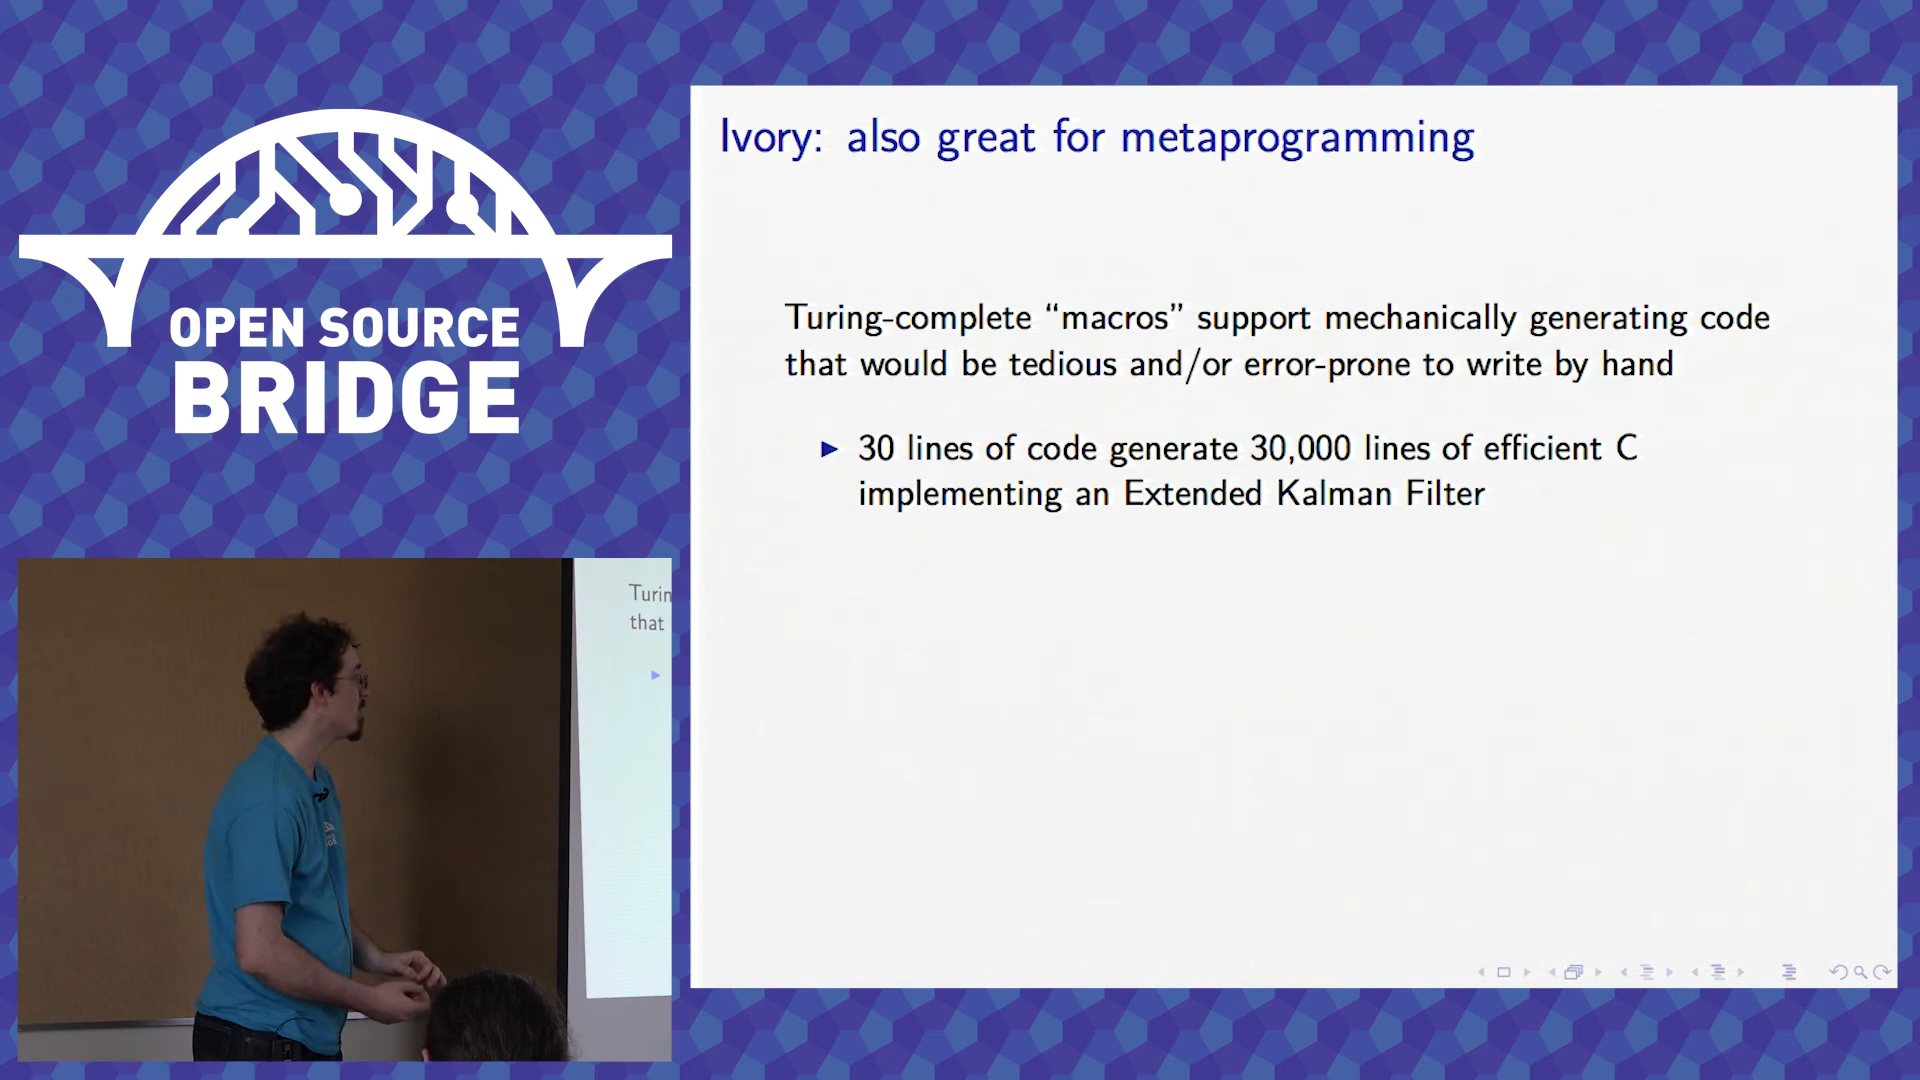 OPEN SOURCE
BRIDGE
Ivory: also great for metaprogramming
Turing-complete “macros” support mechanically generating code
that would be tedious and/or error-prone to write by hand
▶ 30 lines of code generate 30,000 lines of efficient C
implementing an Extended Kalman Filter
Turin
that